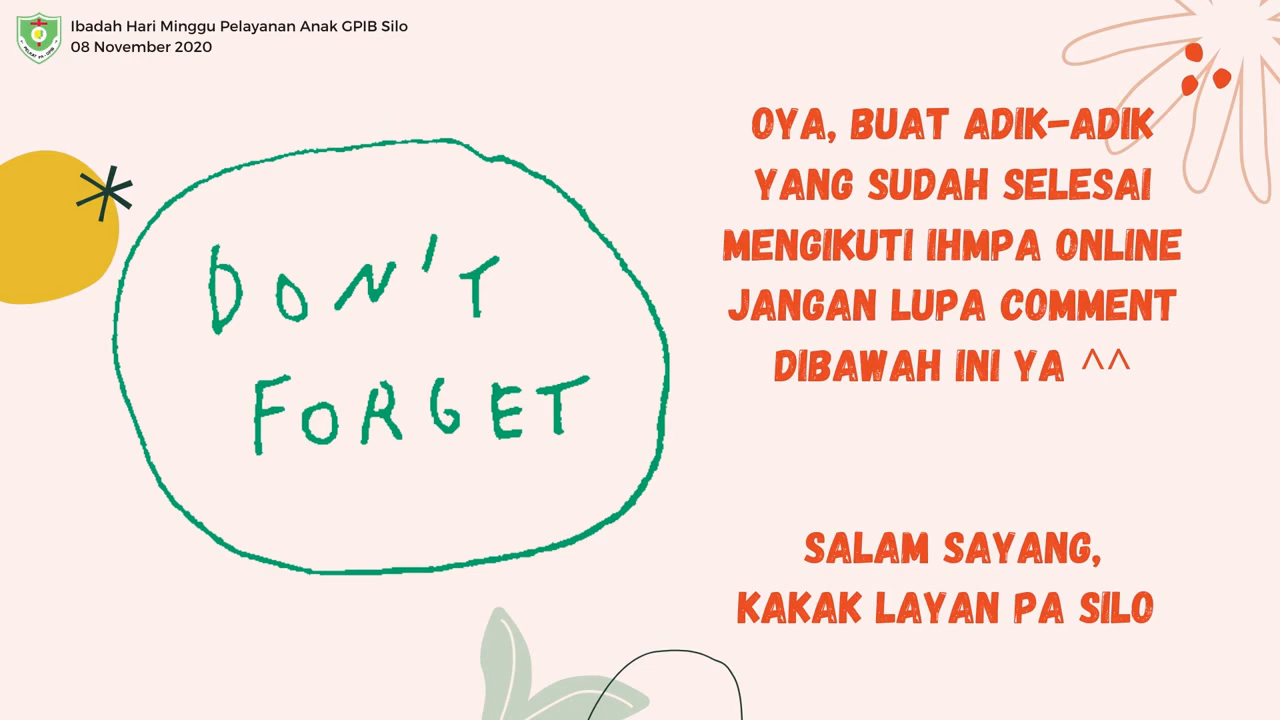 Ibadah Hari Minggu Pelayanan Anak GPIB Silo
08 November 2020
DON'T
FORGET
OYA, BUAT ADIK-ADIK
YANG SUDAH SELESAI
MENGIKUTI IHMPA ONLINE
JANGAN LUPA COMMENT
DIBAWAH INI YA ^^
SALAM SAYANG,
KAKAK LAYAN PA SILO